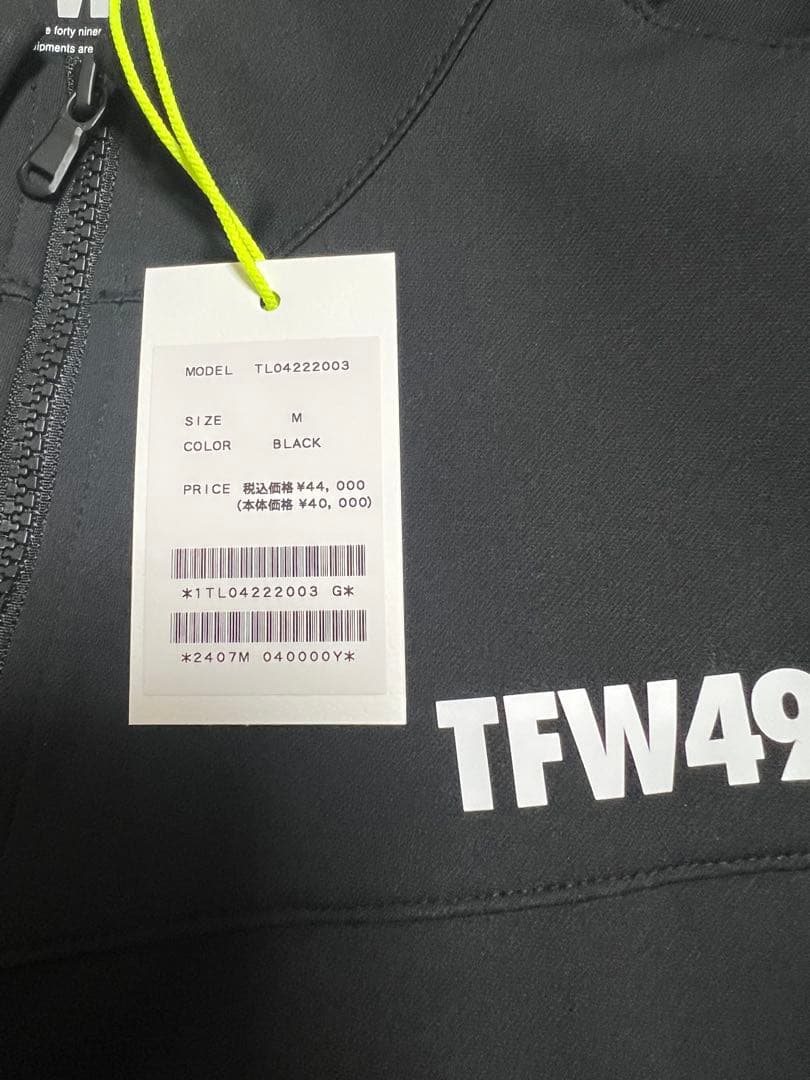 e forty niner
ipments are
MODEL TL04222003
SIZE M
COLOR BLACK
PRICE 税込価格¥44,000
(本体価格 ¥40,000)
*1TL04222003 G*
*2407M 040000Y*
TFW49